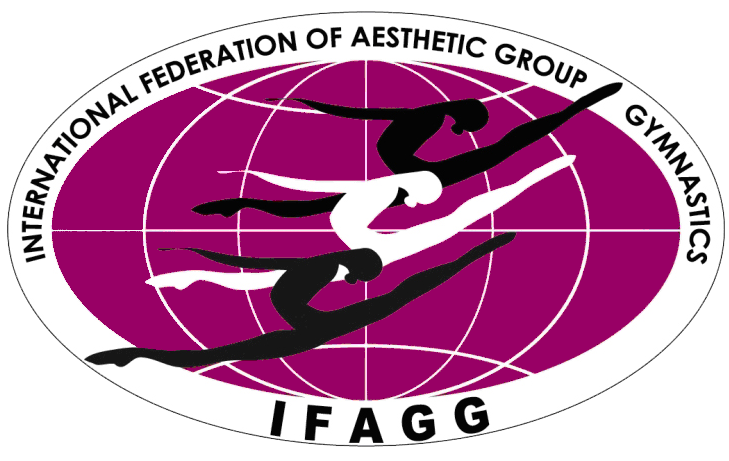 INTERNATIONAL FEDERATION OF AESTHETIC GROUP GYMNASTICS
IFAGG